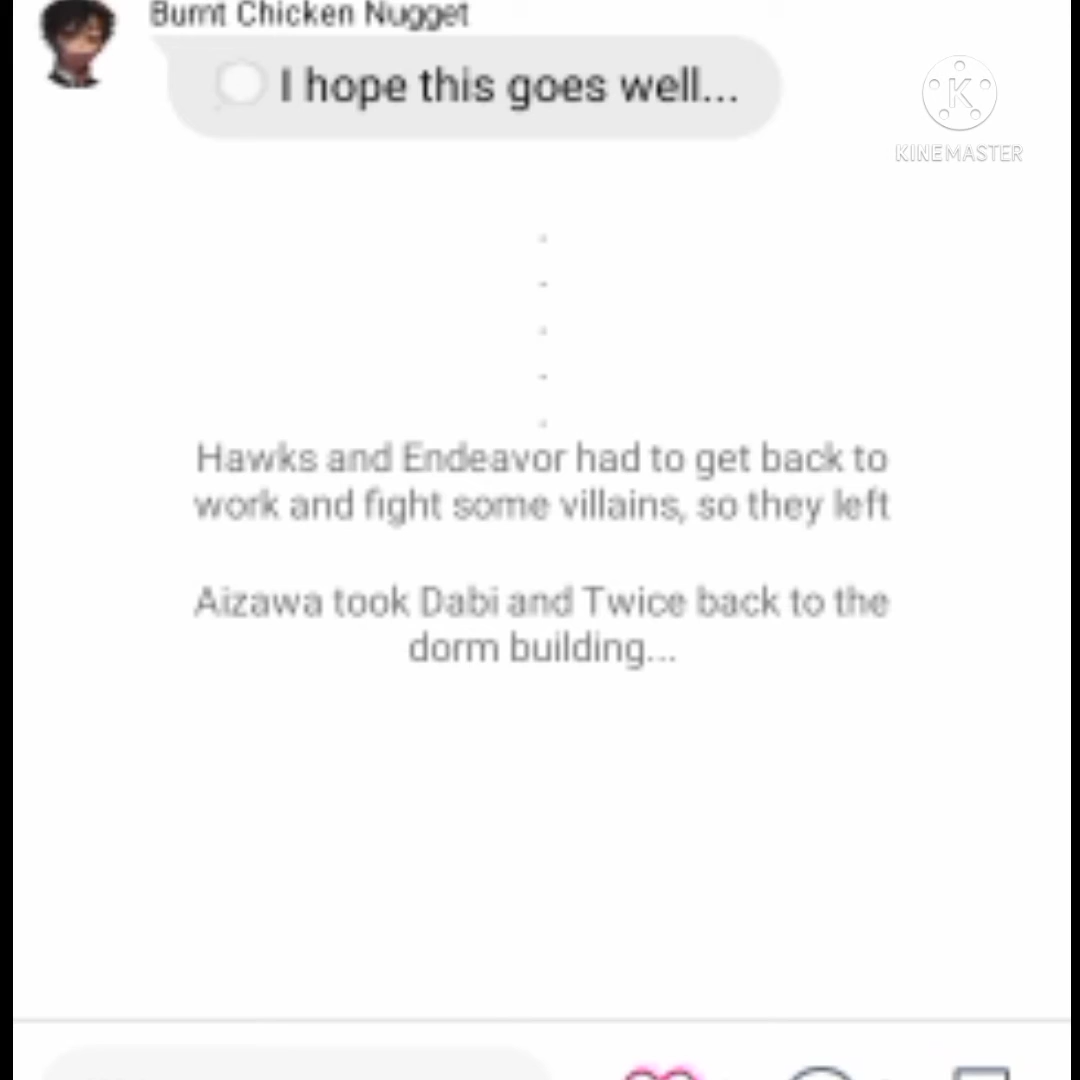 Burnt Chicken Nugget
I hope this goes well...
K
KINEMASTER
.
.
.
.
.
Hawks and Endeavor had to get back to
work and fight some villains, so they left
Aizawa took Dabi and Twice back to the
dorm building...